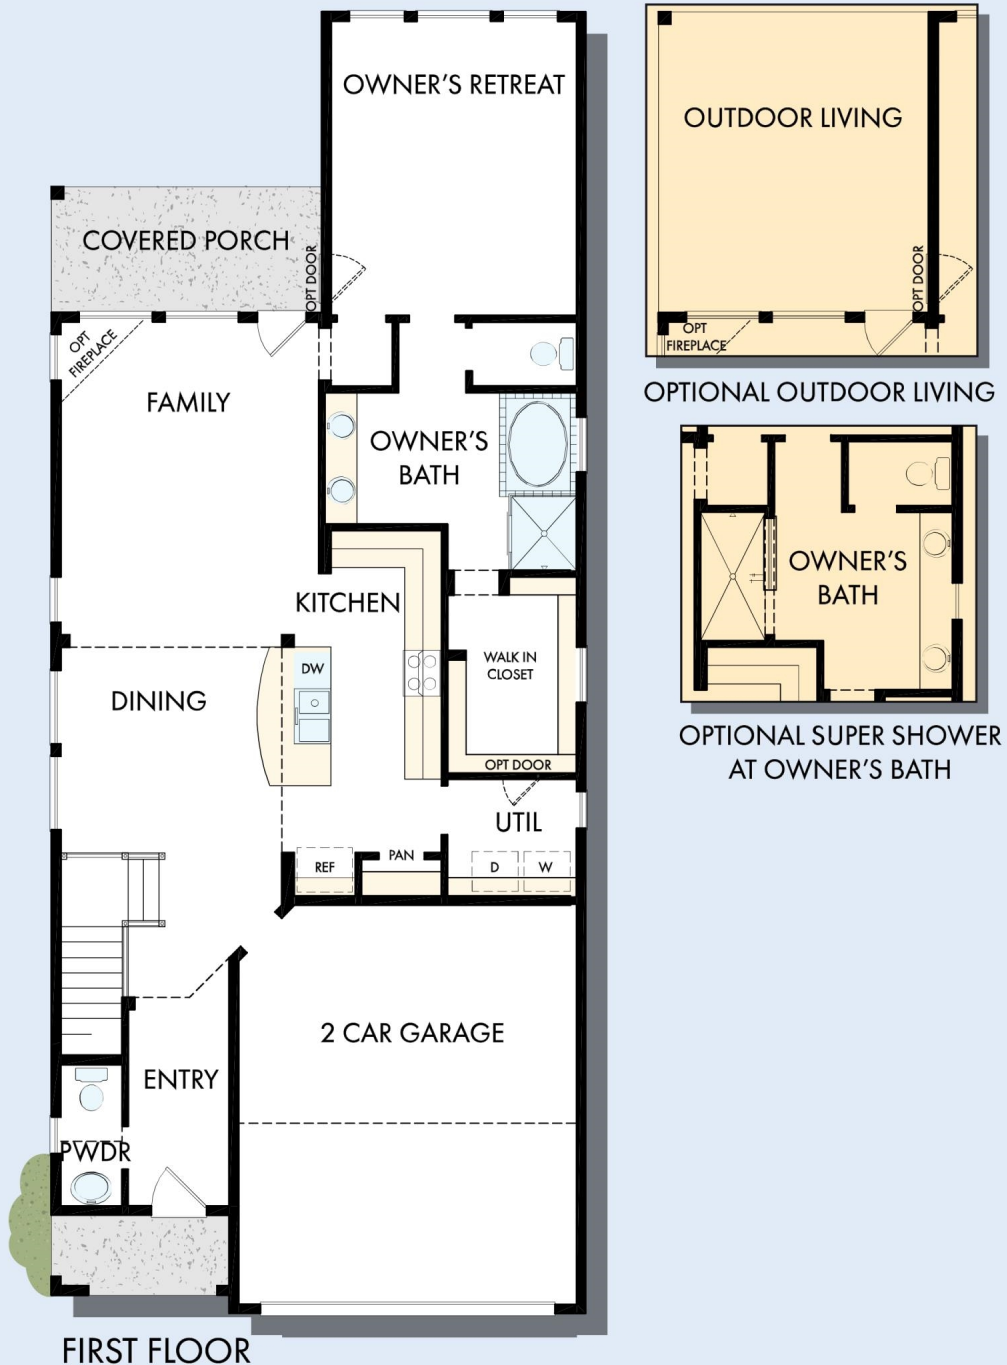 OWNER'S RETREAT
COVERED PORCH
OPT DOOR
OPT
FIREPLACE
FAMILY
OWNER'S
BATH
KITCHEN
WALK IN
CLOSET
DW
DINING
OPT DOOR
UTIL
REF
PAN
D
W
2 CAR GARAGE
ENTRY
PWDR
FIRST FLOOR
OUTDOOR LIVING
OPT DOOR
OPT
FIREPLACE
OPTIONAL OUTDOOR LIVING
OWNER'S
BATH
OPTIONAL SUPER SHOWER
AT OWNER'S BATH